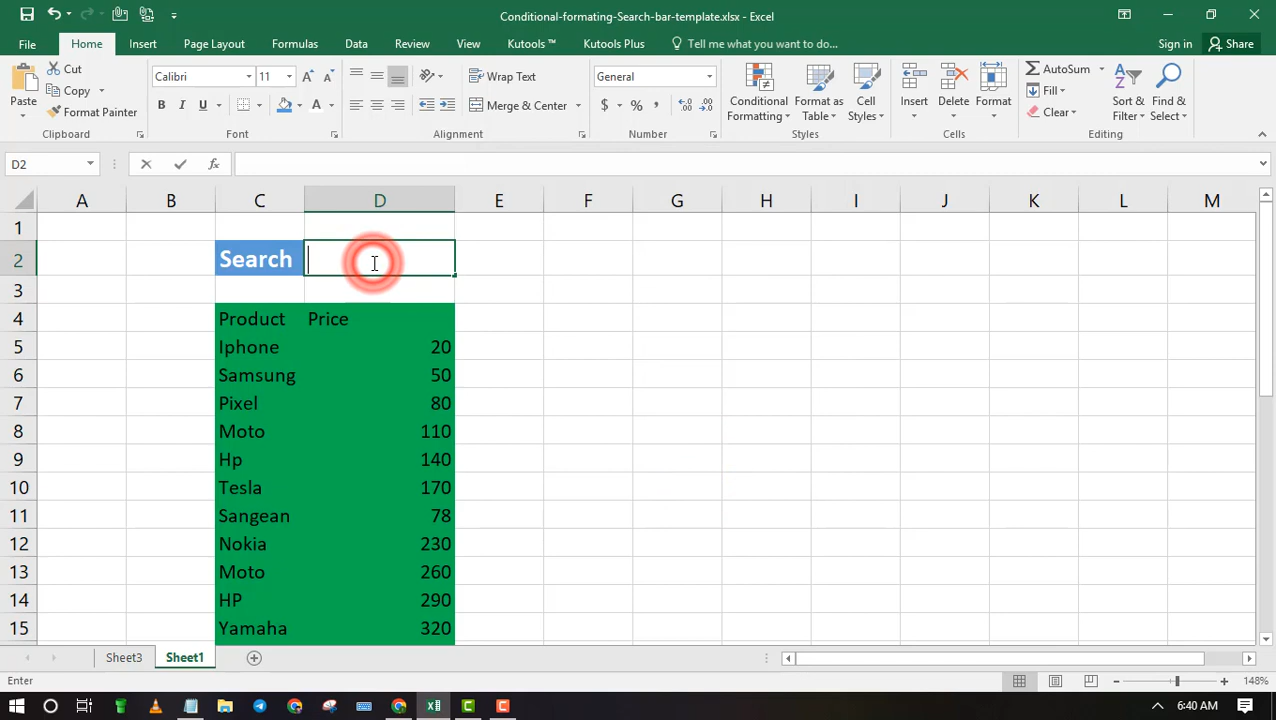 Conditional-formating-Search-bar-template.xlsx - Excel
File Home Insert Page Layout Formulas Data Review View Kutools ™ Kutools Plus Tell me what you want to do... Sign in Share
Paste Cut Copy Format Painter Clipboard
Calibri 11 B I U A A A Font
Wrap Text Merge & Center Alignment
General $ % , Number
Conditional Formatting Format as Table Cell Styles Styles
Insert Delete Format Cells
AutoSum Fill Clear Sort & Filter Find & Select Editing
D2 fx
A B C D E F G H I J K L M
1
2 Search
3
4 Product Price
5 Iphone 20
6 Samsung 50
7 Pixel 80
8 Moto 110
9 Hp 140
10 Tesla 170
11 Sangean 78
12 Nokia 230
13 Moto 260
14 HP 290
15 Yamaha 320
Sheet3 Sheet1
Enter 148%
6:40 AM